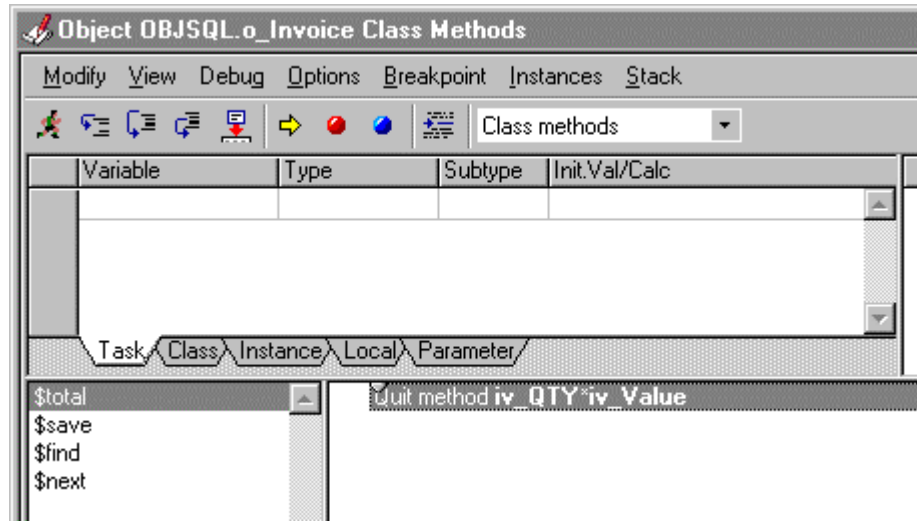 Object OBJSQL.o_Invoice Class Methods
Modify View Debug Options Breakpoint Instances Stack
Class methods
Variable Type Subtype Init.Val/Calc
Task Class Instance Local Parameter
$total Quit method iv_QTY*iv_Value
$save
$find
$next